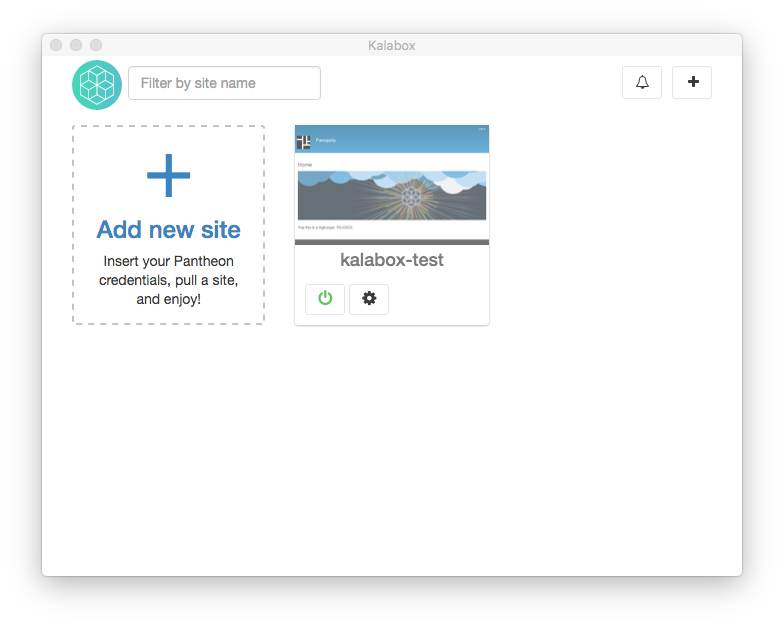 Kalabox
Filter by site name
Add new site
Insert your Pantheon
credentials, pull a site,
and enjoy!
Panopoly
Home
kalabox-test